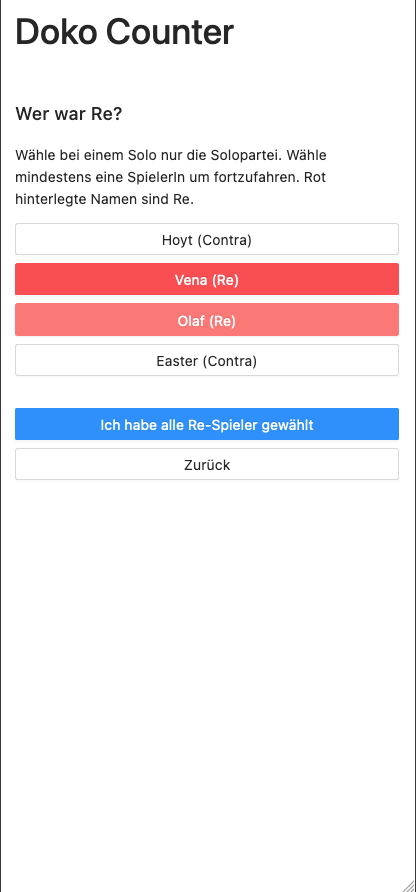 Doko Counter
Wer war Re?
Wähle bei einem Solo nur die Solopartei. Wähle
mindestens eine SpielerIn um fortzufahren. Rot
hinterlegte Namen sind Re.
Hoyt (Contra)
Vena (Re)
Olaf (Re)
Easter (Contra)
Ich habe alle Re-Spieler gewählt
Zurück